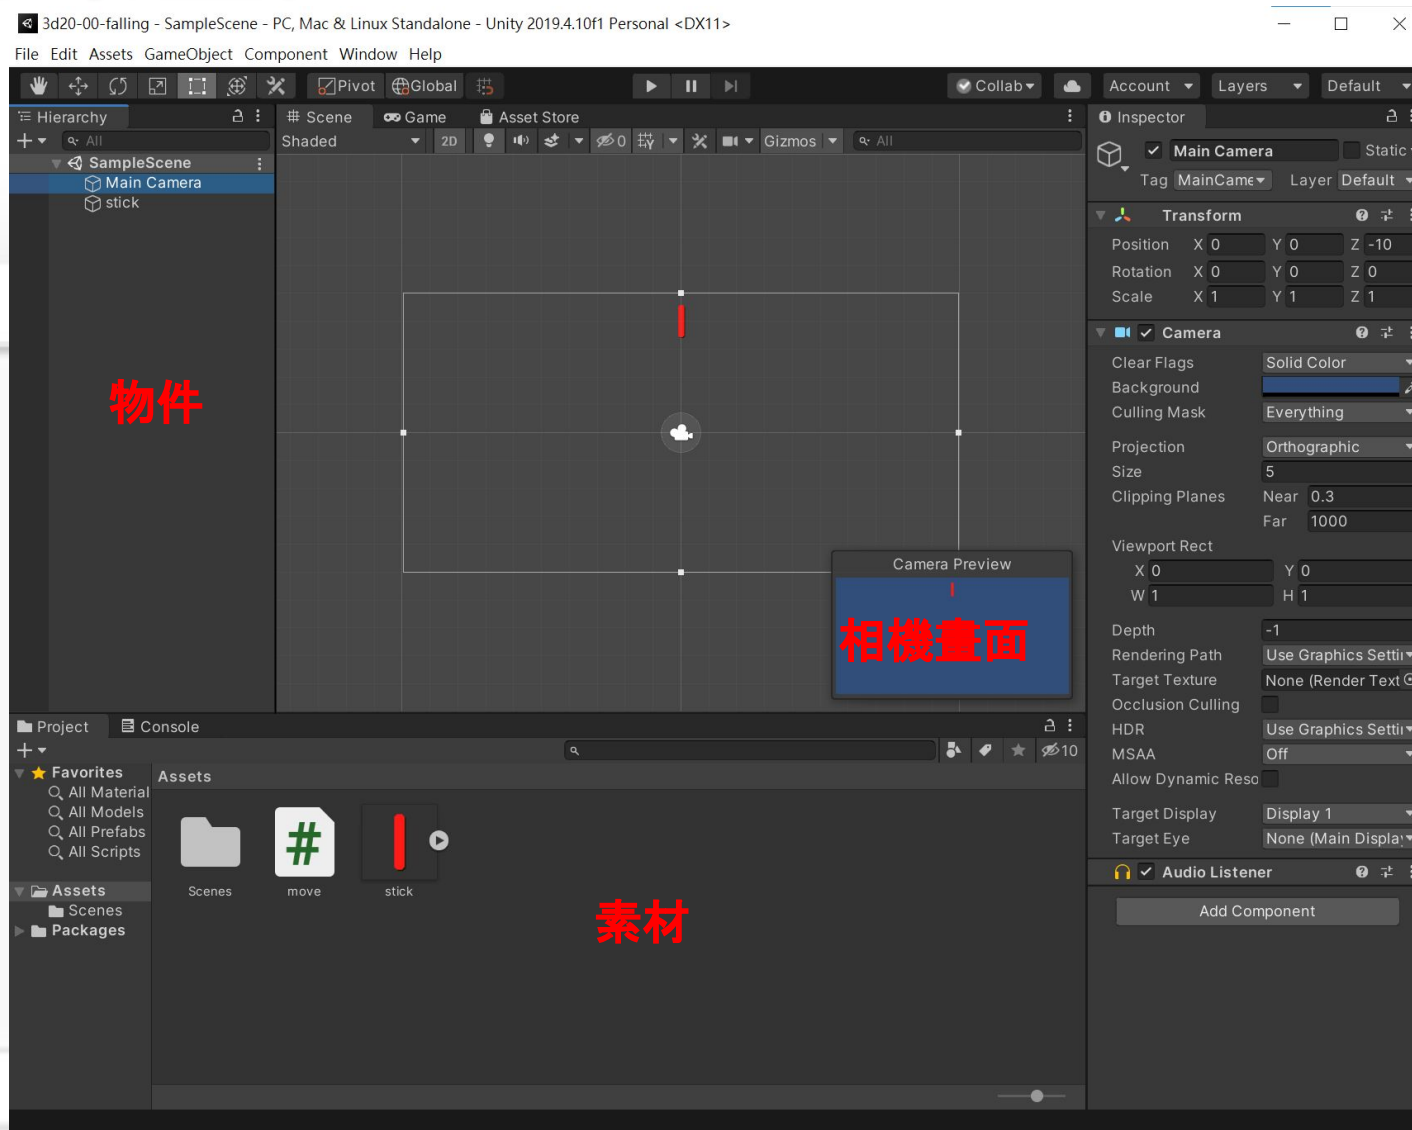 3d20-00-falling - SampleScene - PC, Mac & Linux Standalone - Unity 2019.4.10f1 Personal <DX11>
File Edit Assets GameObject Component Window Help
Pivot Global Collab Account Layers Default
Hierarchy
All
SampleScene
Main Camera
stick
物件
# Scene Game Asset Store
Shaded 2D 0 Gizmos All
Camera Preview
相機畫面
Project Console
10
Favorites
All Material
All Models
All Prefabs
All Scripts
Assets
Scenes
Packages
Assets
Scenes move stick
素材
Inspector
Main Camera Static
Tag MainCame Layer Default
Transform
Position X 0 Y 0 Z -10
Rotation X 0 Y 0 Z 0
Scale X 1 Y 1 Z 1
Camera
Clear Flags Solid Color
Background
Culling Mask Everything
Projection Orthographic
Size 5
Clipping Planes Near 0.3
Far 1000
Viewport Rect
X 0 Y 0
W 1 H 1
Depth -1
Rendering Path Use Graphics Setti
Target Texture None (Render Text
Occlusion Culling
HDR Use Graphics Setti
MSAA Off
Allow Dynamic Reso
Target Display Display 1
Target Eye None (Main Displa
Audio Listener
Add Component